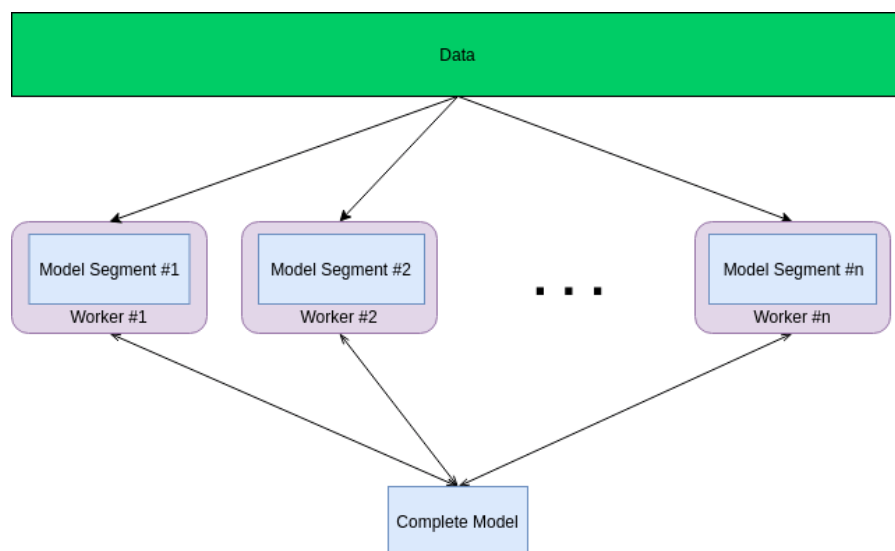 Data
Model Segment #1
Model Segment #2
Model Segment #n
Worker #1
Worker #2
Worker #n
. . .
Complete Model